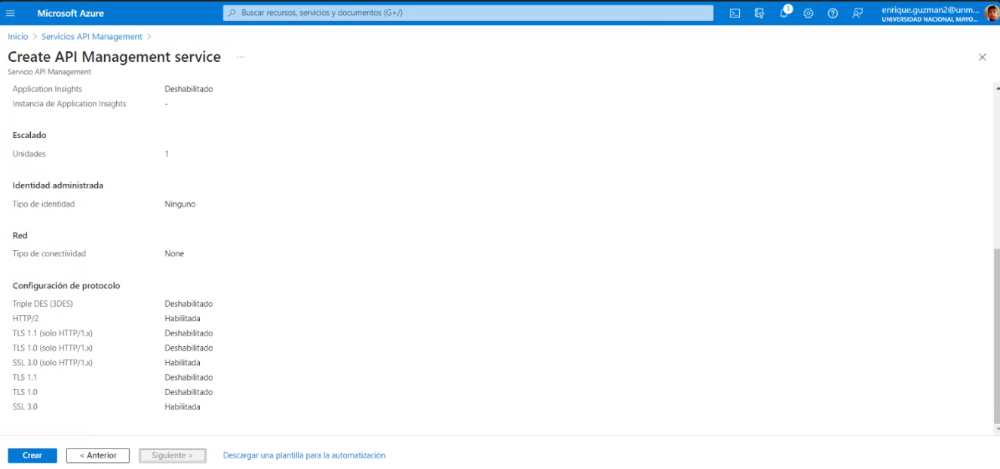 Microsoft Azure
Buscar recursos, servicios y documentos (G+/)
3
enrique.guzman2@unm...
UNIVERSIDAD NACIONAL MAYO...
Inicio > Servicios API Management >
Create API Management service ...
Servicio API Management
Application Insights Deshabilitado
Instancia de Application Insights -
Escalado
Unidades 1
Identidad administrada
Tipo de identidad Ninguno
Red
Tipo de conectividad None
Configuración de protocolo
Triple DES (3DES) Deshabilitado
HTTP/2 Habilitada
TLS 1.1 (solo HTTP/1.x) Deshabilitado
TLS 1.0 (solo HTTP/1.x) Deshabilitado
SSL 3.0 (solo HTTP/1.x) Habilitada
TLS 1.1 Deshabilitado
TLS 1.0 Deshabilitado
SSL 3.0 Habilitada
Crear < Anterior Siguiente > Descargar una plantilla para la automatización